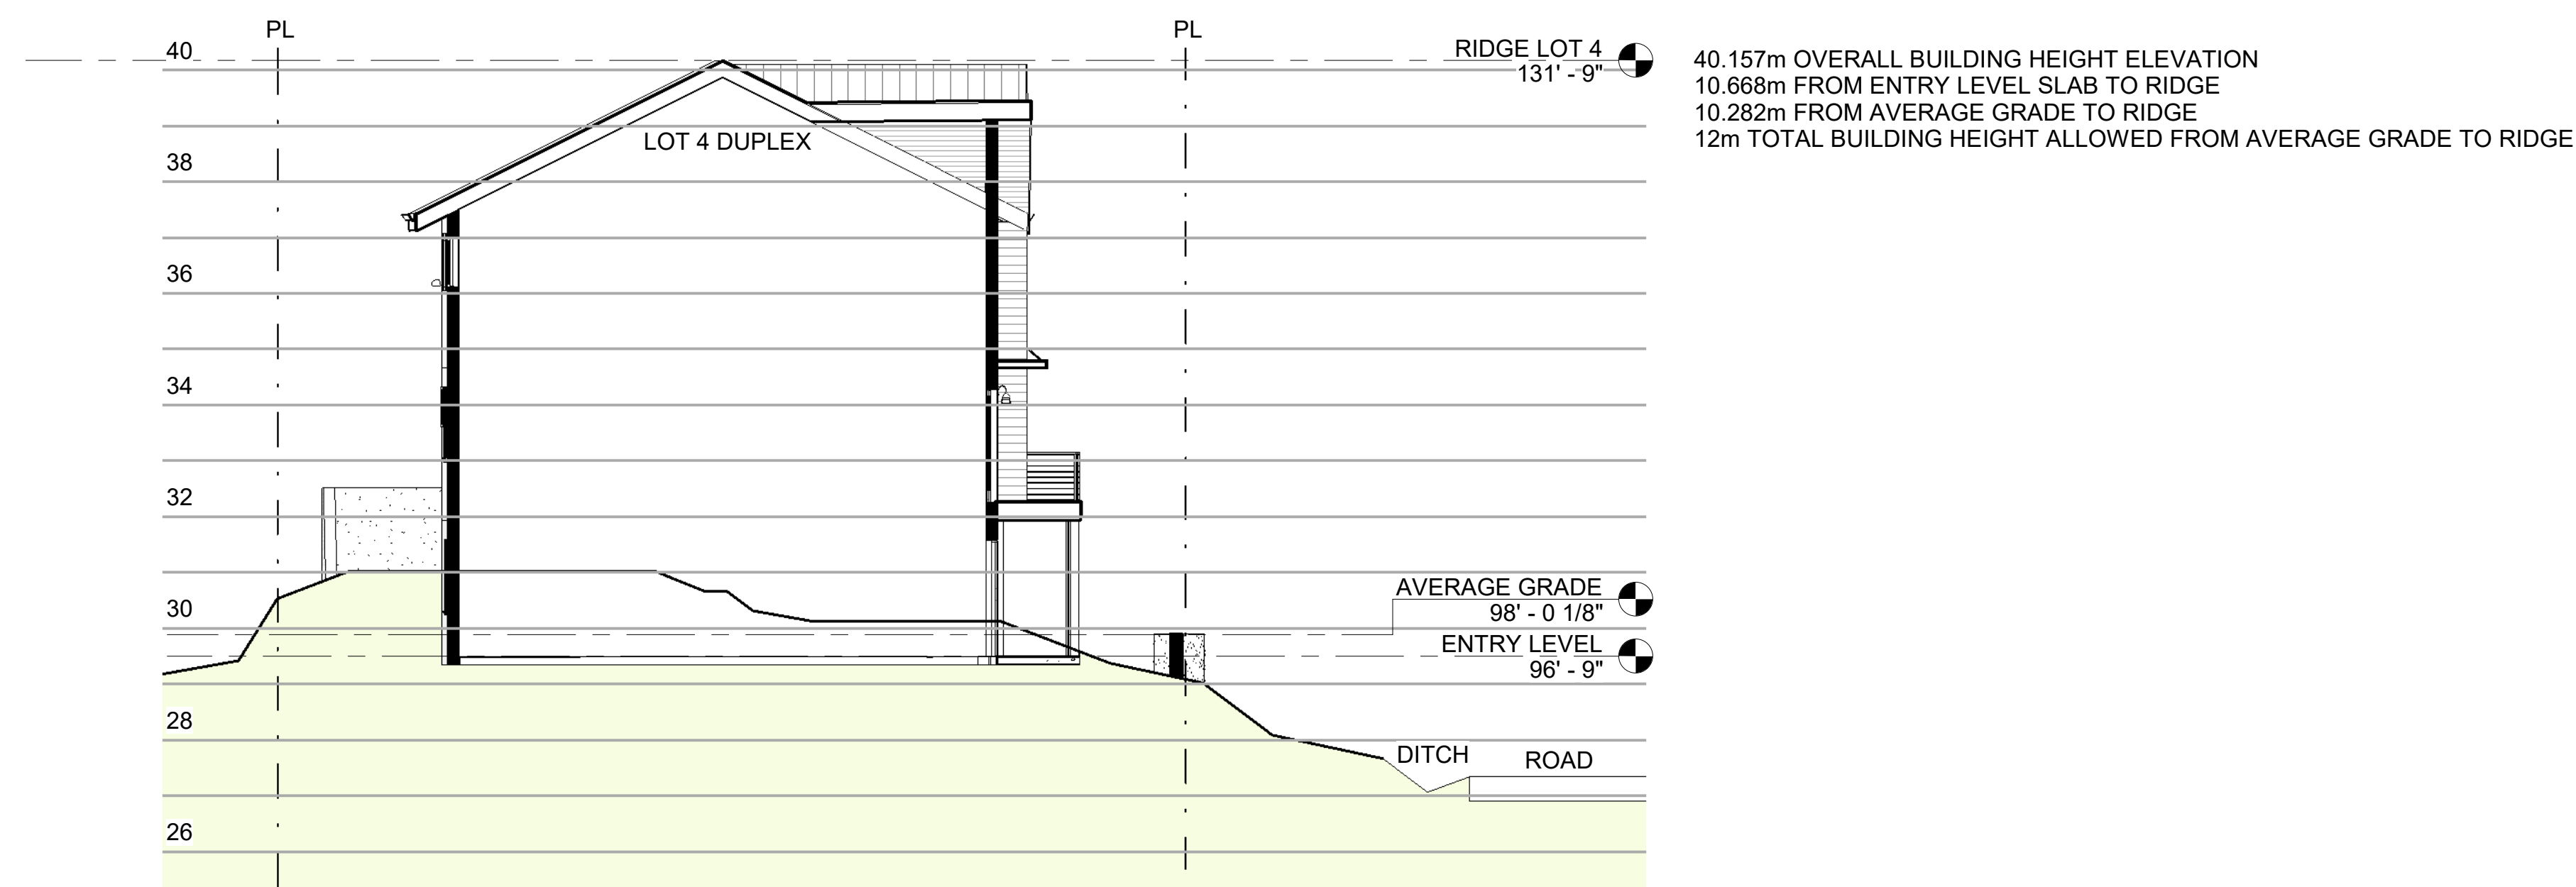 PL
PL
40
RIDGE LOT 4
131' - 9"
40.157m OVERALL BUILDING HEIGHT ELEVATION
10.668m FROM ENTRY LEVEL SLAB TO RIDGE
10.282m FROM AVERAGE GRADE TO RIDGE
12m TOTAL BUILDING HEIGHT ALLOWED FROM AVERAGE GRADE TO RIDGE
LOT 4 DUPLEX
38
36
34
32
30
AVERAGE GRADE
98' - 0 1/8"
ENTRY LEVEL
96' - 9"
28
DITCH
ROAD
26